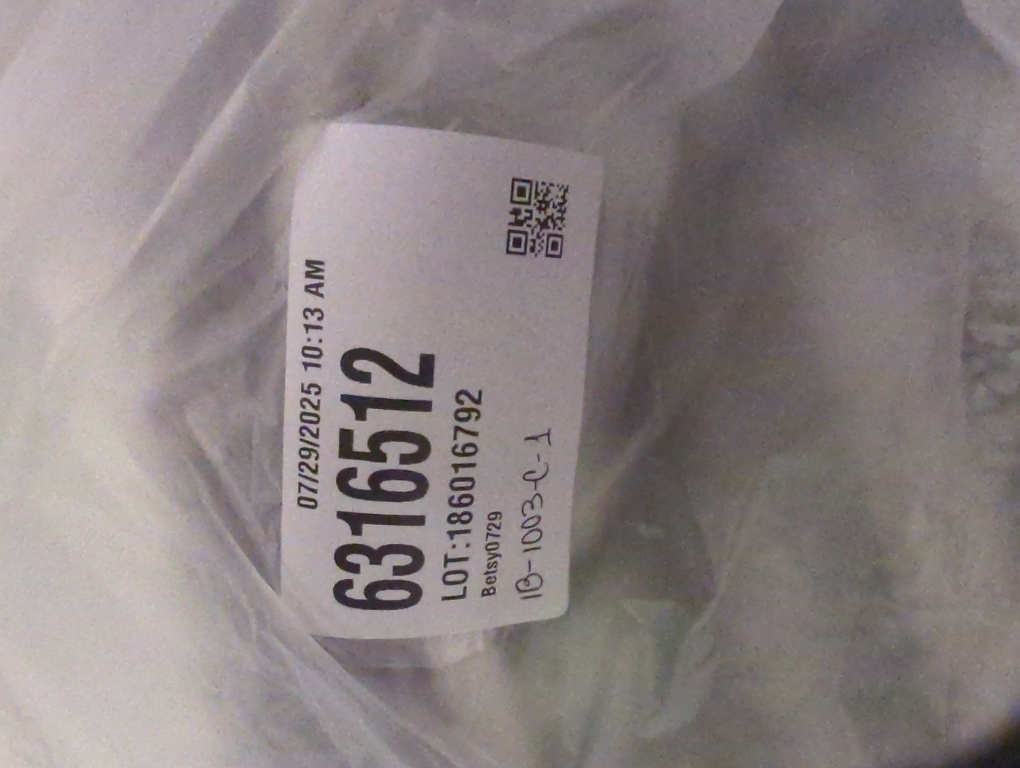 07/29/2025 10:13 AM
6316512
LOT:186016792
Betsy0729
1B-1003-C-1